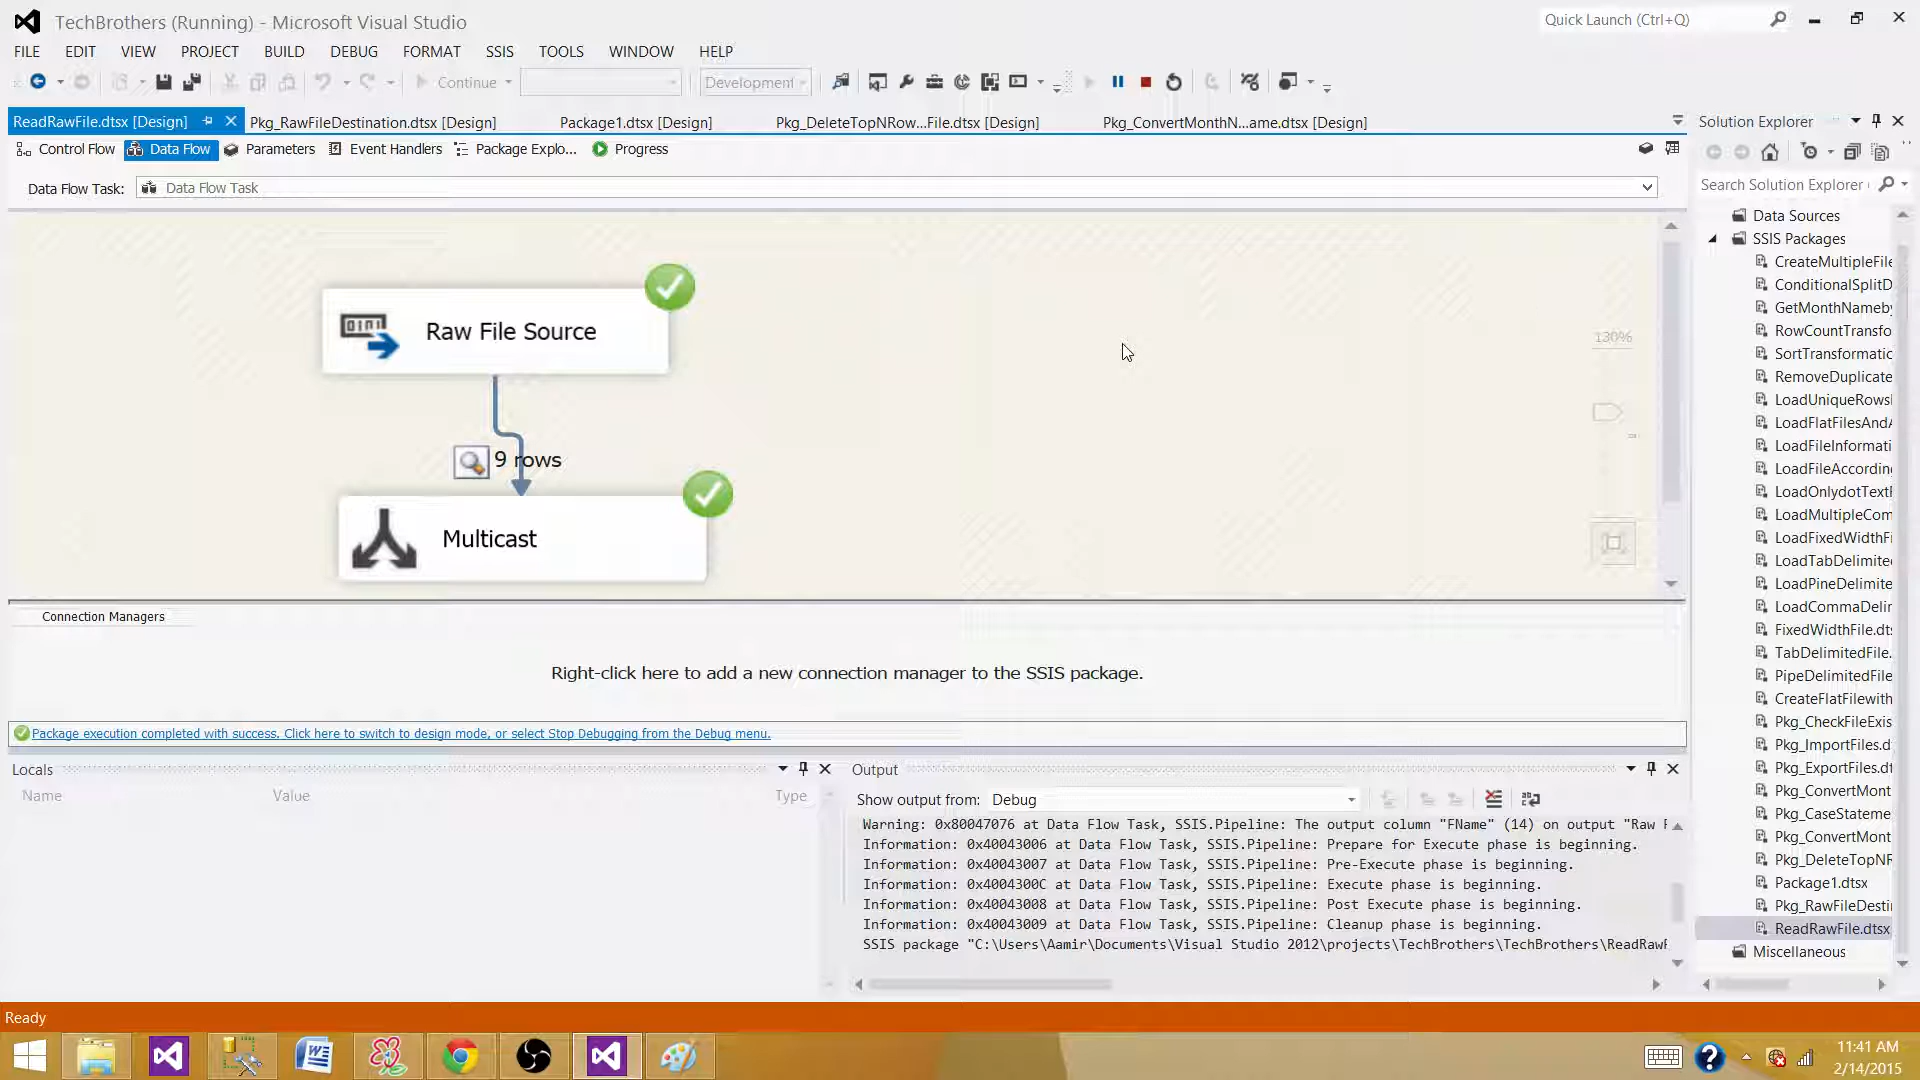 TechBrothers (Running) - Microsoft Visual Studio
Quick Launch (Ctrl+Q)
FILE EDIT VIEW PROJECT BUILD DEBUG FORMAT SSIS TOOLS WINDOW HELP
Continue
Development
ReadRawFile.dtsx [Design]
Pkg_RawFileDestination.dtsx [Design]
Package1.dtsx [Design]
Pkg_DeleteTopNRow...File.dtsx [Design]
Pkg_ConvertMonthN...ame.dtsx [Design]
Control Flow
Data Flow
Parameters
Event Handlers
Package Explo...
Progress
Data Flow Task:
Data Flow Task
Raw File Source
9 rows
Multicast
130%
Connection Managers
Right-click here to add a new connection manager to the SSIS package.
Package execution completed with success. Click here to switch to design mode, or select Stop Debugging from the Debug menu.
Locals
Name Value Type
Output
Show output from: Debug
Warning: 0x80047076 at Data Flow Task, SSIS.Pipeline: The output column "FName" (14) on output "Raw F
Information: 0x40043006 at Data Flow Task, SSIS.Pipeline: Prepare for Execute phase is beginning.
Information: 0x40043007 at Data Flow Task, SSIS.Pipeline: Pre-Execute phase is beginning.
Information: 0x4004300C at Data Flow Task, SSIS.Pipeline: Execute phase is beginning.
Information: 0x40043008 at Data Flow Task, SSIS.Pipeline: Post Execute phase is beginning.
Information: 0x40043009 at Data Flow Task, SSIS.Pipeline: Cleanup phase is beginning.
SSIS package "C:\Users\Aamir\Documents\Visual Studio 2012\projects\TechBrothers\TechBrothers\ReadRawF
Solution Explorer
Search Solution Explorer
Data Sources
SSIS Packages
CreateMultipleFile
ConditionalSplitD
GetMonthNameby
RowCountTransfo
SortTransformatic
RemoveDuplicate
LoadUniqueRows
LoadFlatFilesAndA
LoadFileInformati
LoadFileAccording
LoadOnlydotTextF
LoadMultipleCom
LoadFixedWidthFi
LoadTabDelimited
LoadPineDelimite
LoadCommaDelir
FixedWidthFile.dts
TabDelimitedFile.
PipeDelimitedFile
CreateFlatFilewith
Pkg_CheckFileExis
Pkg_ImportFiles.d
Pkg_ExportFiles.dt
Pkg_ConvertMont
Pkg_CaseStateme
Pkg_ConvertMont
Pkg_DeleteTopNR
Package1.dtsx
Pkg_RawFileDesti
ReadRawFile.dtsx
Miscellaneous
Ready
11:41 AM
2/14/2015